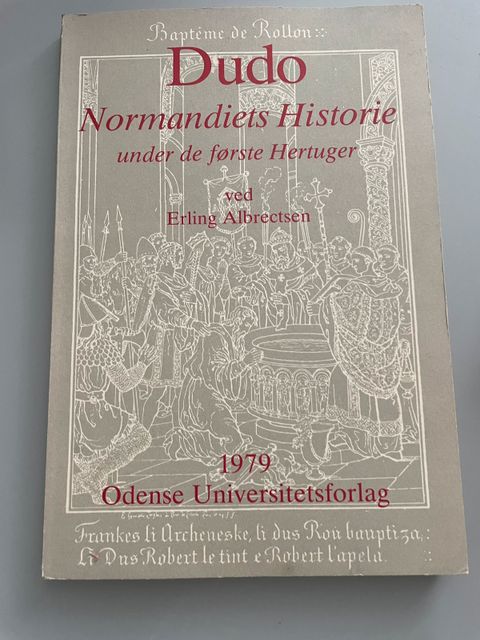 Baptême de Rollon
Dudo
Normandiets Historie
under de første Hertuger
ved
Erling Albrectsen
1979
Odense Universitetsforlag
Frankes li Archeveske, li dus Rou bauptiza,:
Li Dus Robert le tint e Robert l'apela.